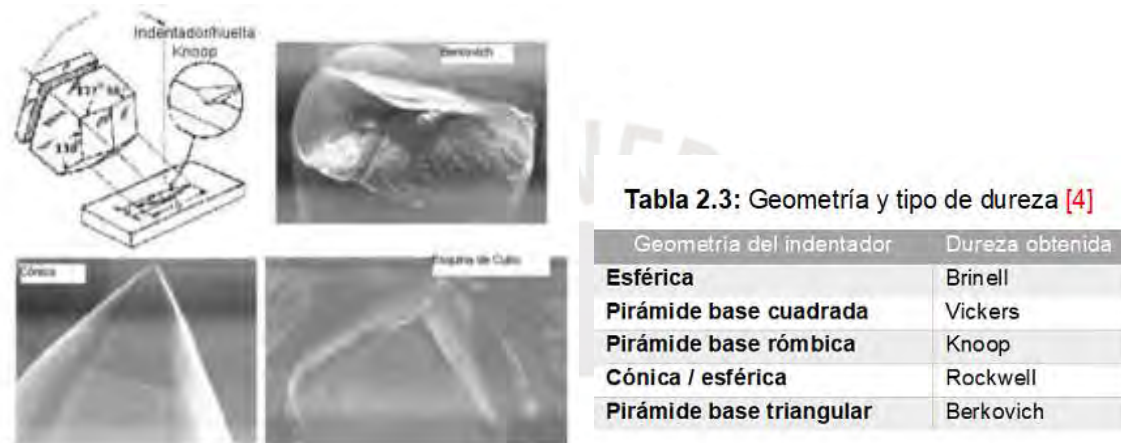 Indentador/huella
Knoop
Berkovich
Cónica
Esquina de Cubo
Tabla 2.3: Geometría y tipo de dureza [4]
Geometría del indentador Dureza obtenida
Esférica Brinell
Pirámide base cuadrada Vickers
Pirámide base rómbica Knoop
Cónica / esférica Rockwell
Pirámide base triangular Berkovich